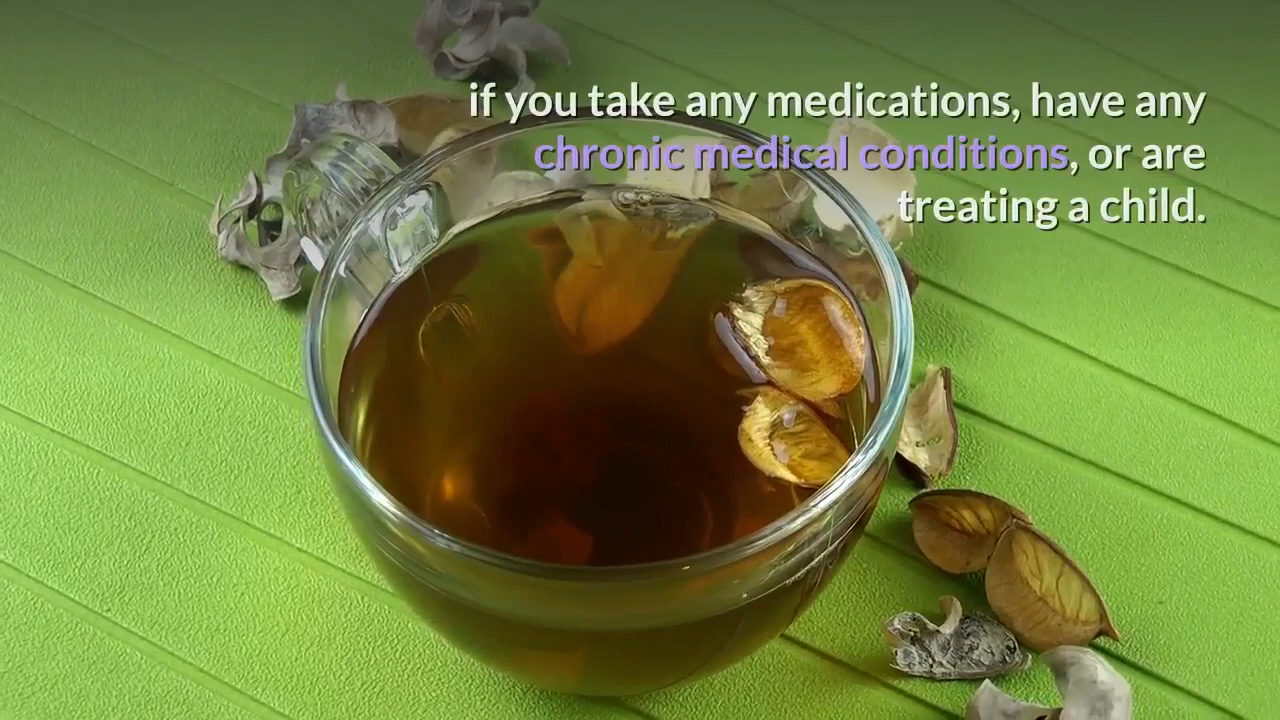 if you take any medications, have any
chronic medical conditions, or are
treating a child.